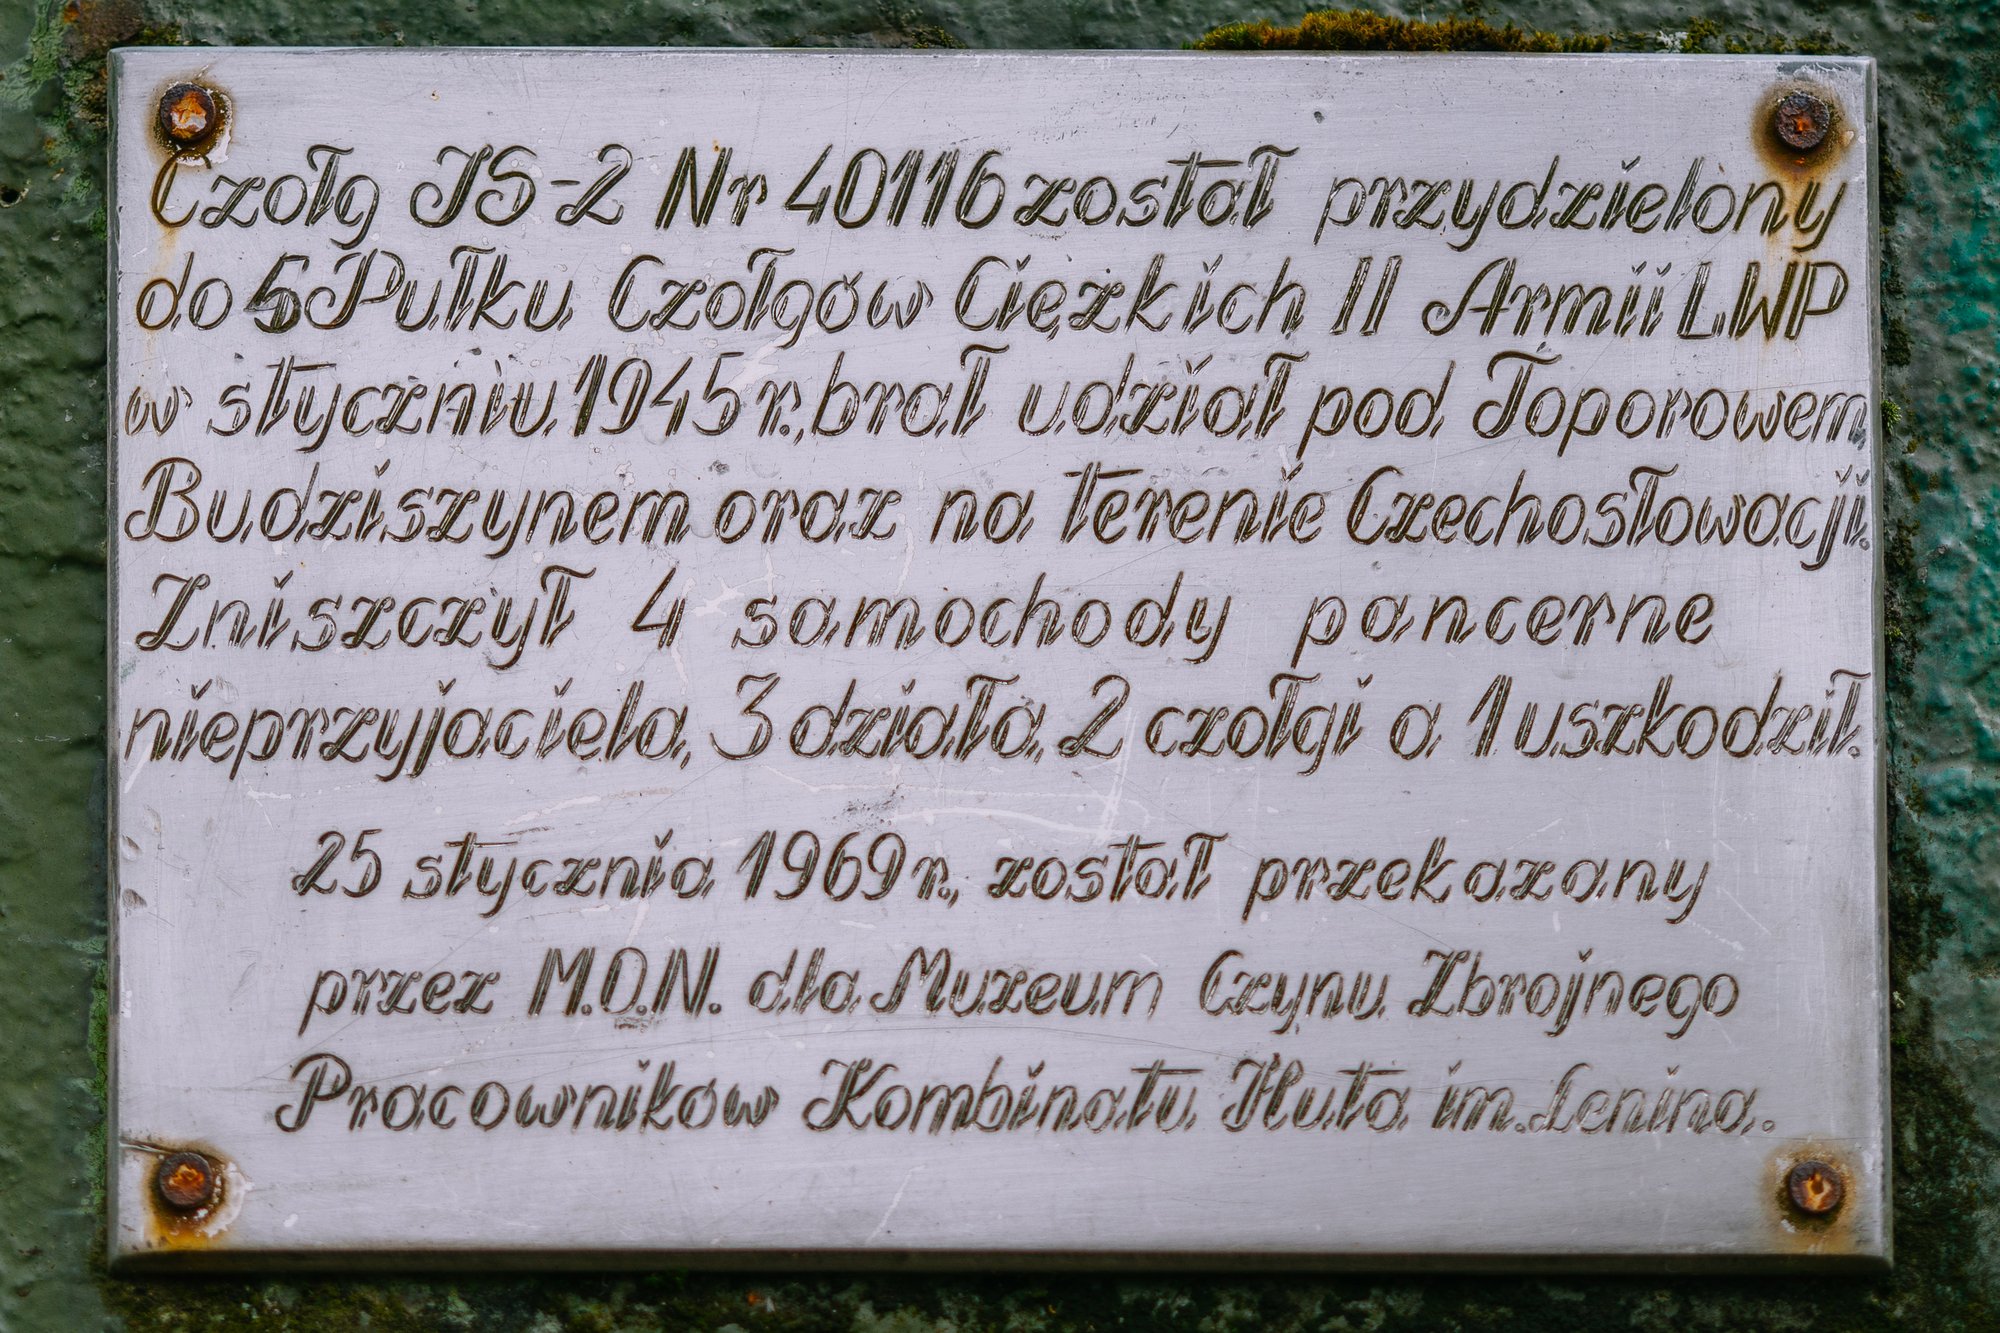 Czołg JS-2 Nr 40116 został przydzielony
do 5 Pułku Czołgów Ciężkich II Armii LWP
w styczniu 1945 r., brał udział pod Toporowem,
Budziszynem oraz na terenie Czechosłowacji.
Zniszczył 4 samochody pancerne
nieprzyjaciela, 3 działa, 2 czołgi a 1 uszkodził.
25 stycznia 1969 r., został przekazany
przez M.O.N. dla Muzeum Czynu Zbrojnego
Pracowników Kombinatu Huta im. Lenina.